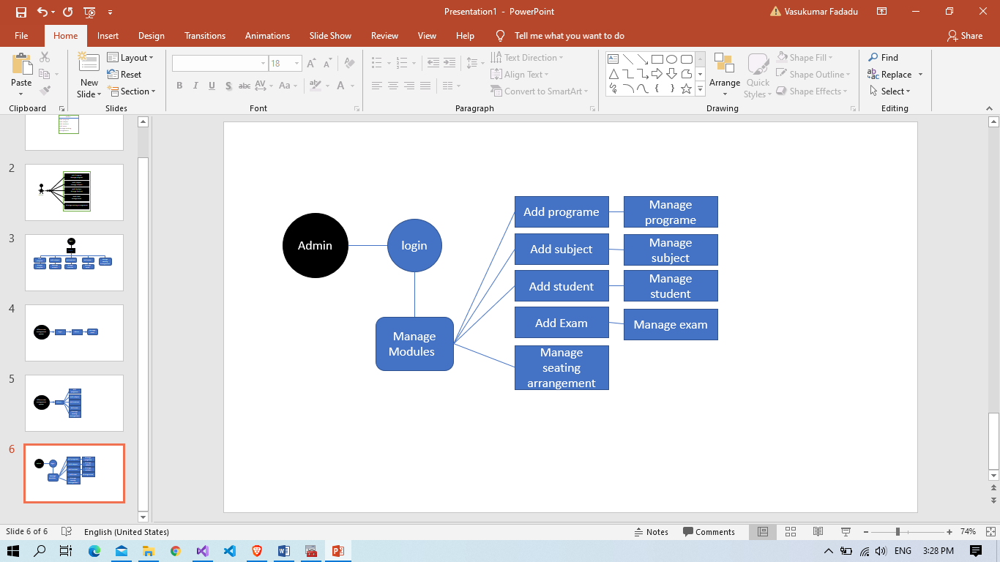 Presentation1 - PowerPoint
Vasukumar Fadadu
File
Home
Insert
Design
Transitions
Animations
Slide Show
Review
View
Help
Tell me what you want to do
Share
Paste
Clipboard
New
Slide
Layout
Reset
Section
Slides
18
B I U S abc AV Aa A
Font
Text Direction
Align Text
Convert to SmartArt
Paragraph
Arrange
Quick
Styles
Shape Fill
Shape Outline
Shape Effects
Drawing
Find
Replace
Select
Editing
2
3
4
5
6
Admin
login
Manage
Modules
Add programe
Manage
programe
Add subject
Manage
subject
Add student
Manage
student
Add Exam
Manage exam
Manage
seating
arrangement
Slide 6 of 6
English (United States)
Notes
Comments
74%
ENG
3:28 PM